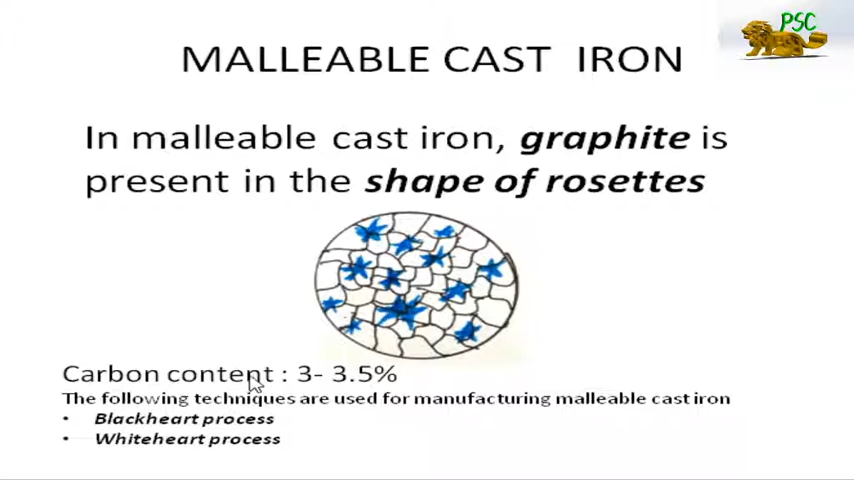 PSC
MALLEABLE CAST IRON
In malleable cast iron, graphite is
present in the shape of rosettes
Carbon content : 3- 3.5%
The following techniques are used for manufacturing malleable cast iron
• Blackheart process
• Whiteheart process